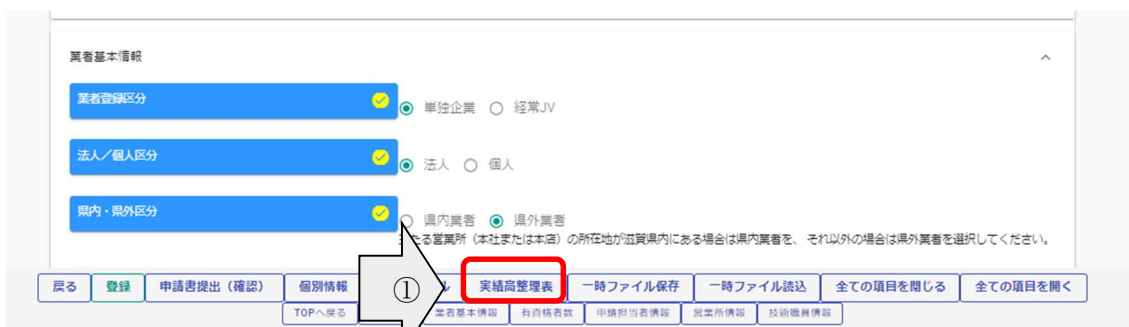 業者基本情報
業者登録区分
単独企業 経常JV
法人／個人区分
法人 個人
県内・県外区分
県内業者 県外業者
たる営業所（本社または本店）の所在地が滋賀県内にある場合は県内業者を、それ以外の場合は県外業者を選択してください。
戻る 登録 申請書提出（確認） 個別情報 ① ル 実績高整理表 一時ファイル保存 一時ファイル読込 全ての項目を閉じる 全ての項目を開く
TOPへ戻る 業者基本情報 有資格者数 申請担当者情報 営業所情報 技術職員情報